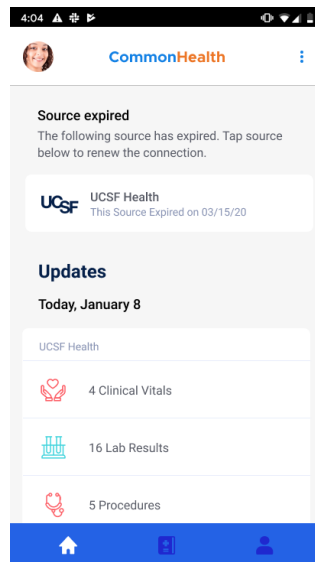 4:04
CommonHealth
Source expired
The following source has expired. Tap source
below to renew the connection.
UCSF
UCSF Health
This Source Expired on 03/15/20
Updates
Today, January 8
UCSF Health
4 Clinical Vitals
16 Lab Results
5 Procedures